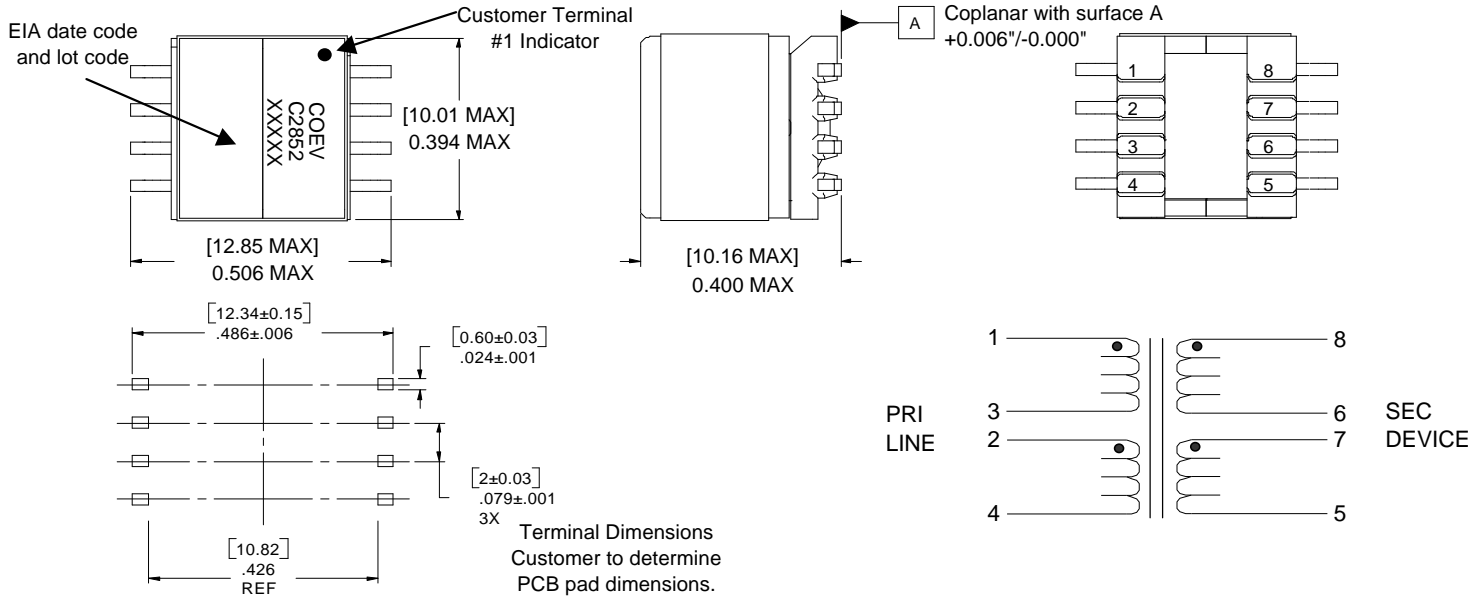 EIA date code
and lot code
Customer Terminal
#1 Indicator
COEV
C2852
XXXXX
[10.01 MAX]
0.394 MAX
[12.85 MAX]
0.506 MAX
A
Coplanar with surface A
+0.006"/-0.000"
[10.16 MAX]
0.400 MAX
1
2
3
4
8
7
6
5
[12.34±0.15]
.486±.006
[0.60±0.03]
.024±.001
[2±0.03]
.079±.001
3X
[10.82]
.426
REF
Terminal Dimensions
Customer to determine
PCB pad dimensions.
PRI
LINE
1
3
2
4
8
6
7
5
SEC
DEVICE